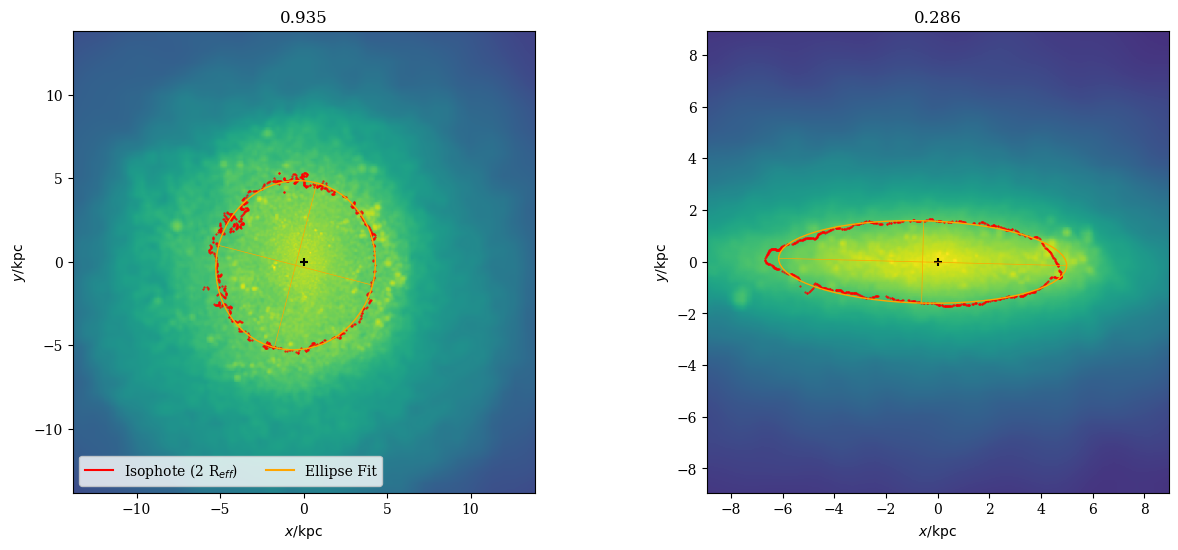 0.935
10
5
0
−5
−10
y/kpc
Isophote (2 R_eff) Ellipse Fit
−10 −5 0 5 10
x/kpc
0.286
8
6
4
2
0
−2
−4
−6
−8
y/kpc
−8 −6 −4 −2 0 2 4 6 8
x/kpc